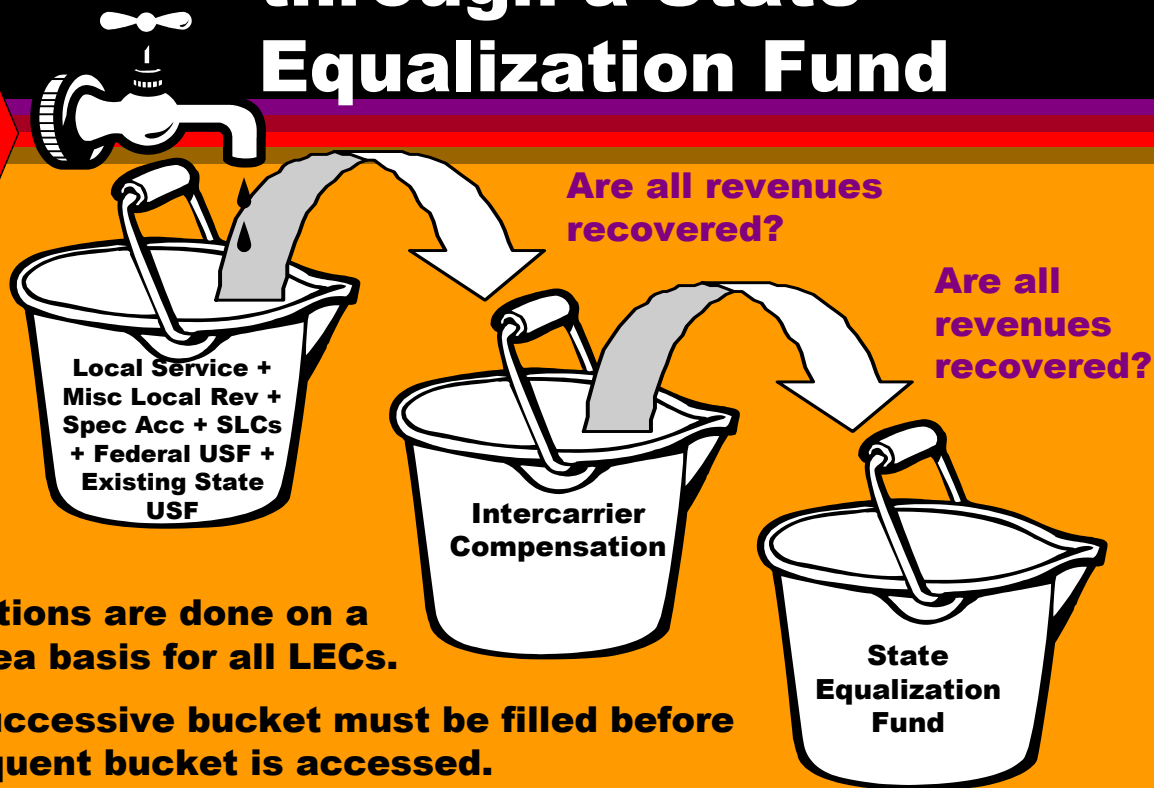 through a State
Equalization Fund
Are all revenues
recovered?
Are all
revenues
recovered?
Local Service +
Misc Local Rev +
Spec Acc + SLCs
+ Federal USF +
Existing State
USF
Intercarrier
Compensation
State
Equalization
Fund
tions are done on a
ea basis for all LECs.
uccessive bucket must be filled before
quent bucket is accessed.